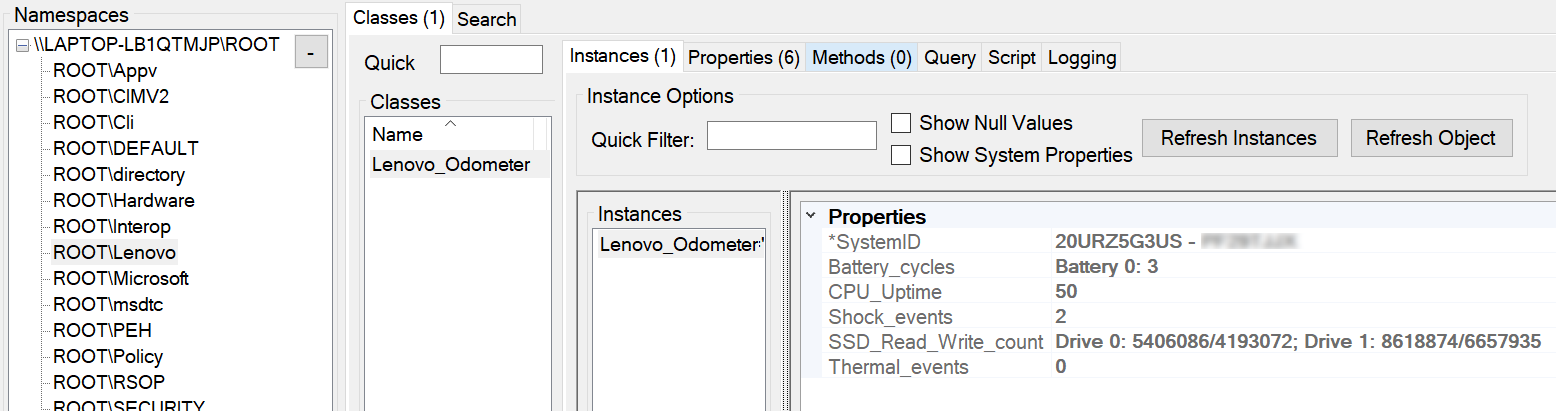 Namespaces
\\LAPTOP-LB1QTMJP\ROOT
-
ROOT\Appv
ROOT\CIMV2
ROOT\Cli
ROOT\DEFAULT
ROOT\directory
ROOT\Hardware
ROOT\Interop
ROOT\Lenovo
ROOT\Microsoft
ROOT\msdtc
ROOT\PEH
ROOT\Policy
ROOT\RSOP
ROOT\SECURITY
Classes (1) Search
Quick
Classes
Name
Lenovo_Odometer
Instances (1) Properties (6) Methods (0) Query Script Logging
Instance Options
Quick Filter:
Show Null Values
Show System Properties
Refresh Instances Refresh Object
Instances
Lenovo_Odometer='
Properties
*SystemID 20URZ5G3US -
Battery_cycles Battery 0: 3
CPU_Uptime 50
Shock_events 2
SSD_Read_Write_count Drive 0: 5406086/4193072; Drive 1: 8618874/6657935
Thermal_events 0